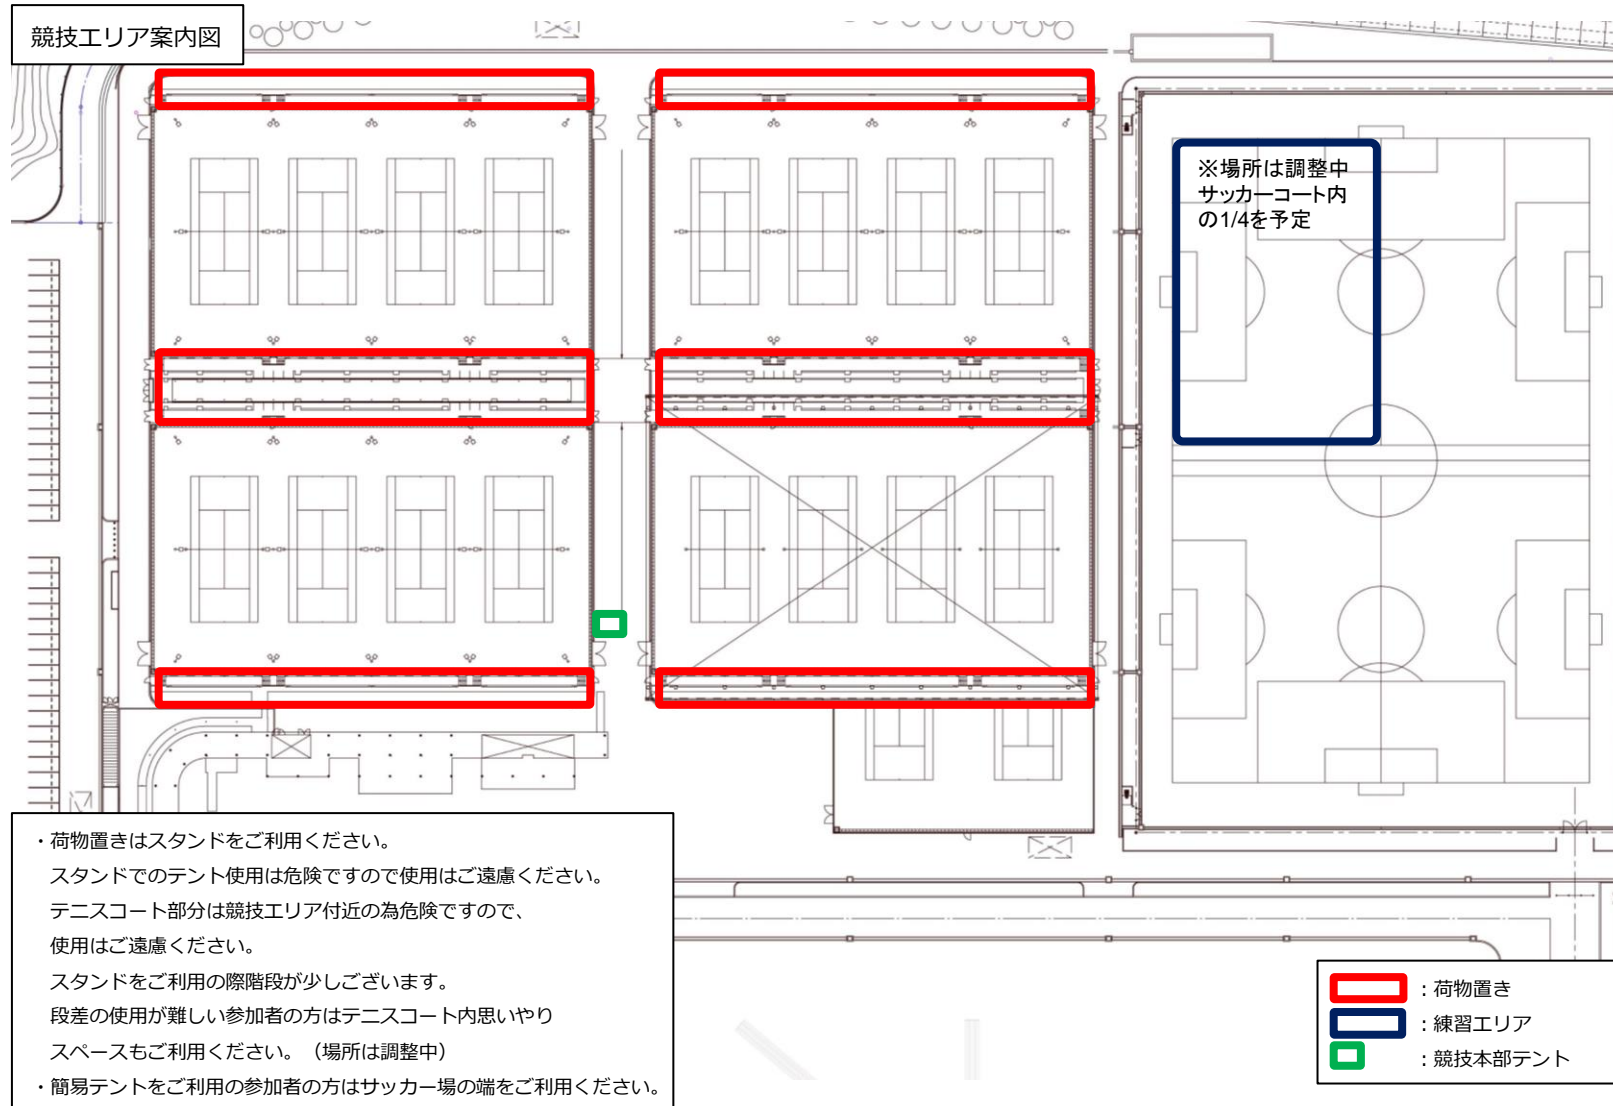 競技エリア案内図
※場所は調整中
サッカーコート内
の1/4を予定
・荷物置きはスタンドをご利用ください。
スタンドでのテント使用は危険ですので使用はご遠慮ください。
テニスコート部分は競技エリア付近の為危険ですので、
使用はご遠慮ください。
スタンドをご利用の際階段が少しございます。
段差の使用が難しい参加者の方はテニスコート内思いやり
スペースもご利用ください。（場所は調整中）
・簡易テントをご利用の参加者の方はサッカー場の端をご利用ください。
：荷物置き
：練習エリア
：競技本部テント